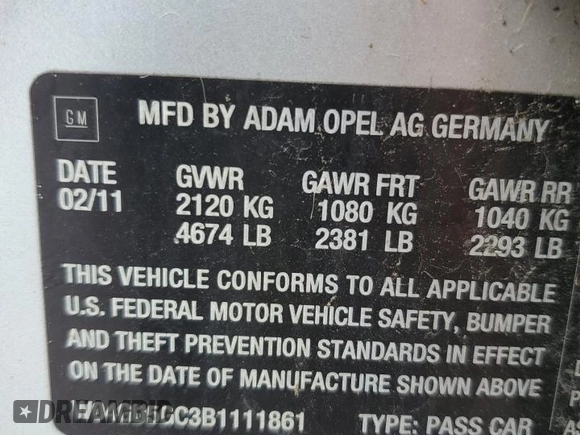 GM
MFD BY ADAM OPEL AG GERMANY
DATE GVWR GAWR FRT GAWR RR
02/11 2120 KG 1080 KG 1040 KG
4674 LB 2381 LB 2293 LB
THIS VEHICLE CONFORMS TO ALL APPLICABLE
U.S. FEDERAL MOTOR VEHICLE SAFETY, BUMPER
AND THEFT PREVENTION STANDARDS IN EFFECT
ON THE DATE OF MANUFACTURE SHOWN ABOVE
TYPE: PASS CAR
DREAMBID